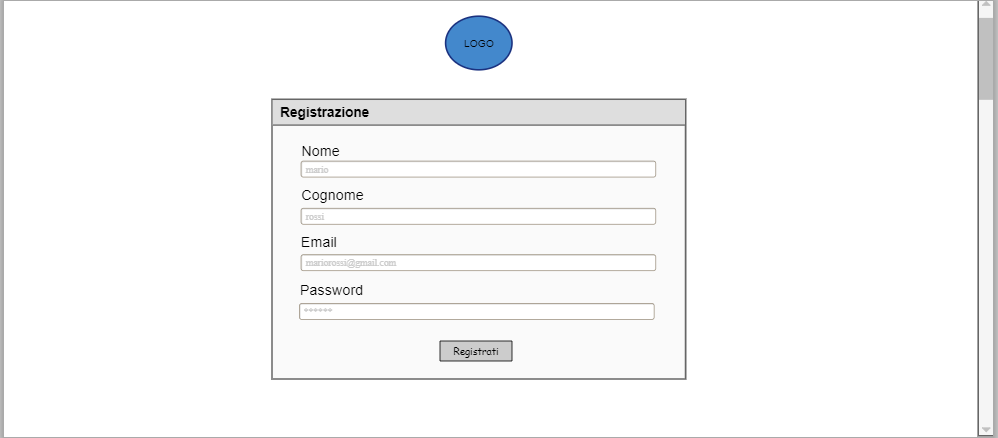 LOGO
Registrazione
Nome
mario
Cognome
rossi
Email
mariorossi@gmail.com
Password
******
Registrati